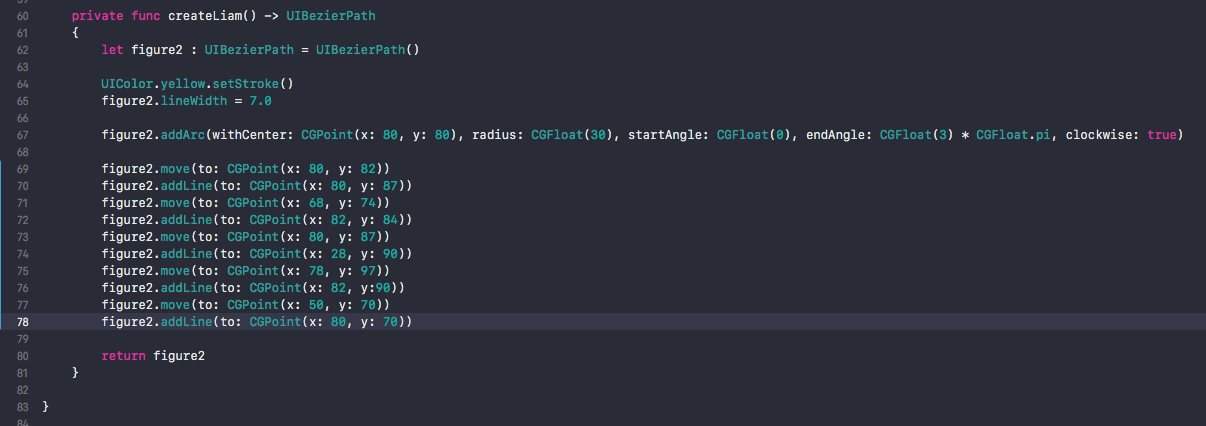 59
60 private func createLiam() -> UIBezierPath
61 {
62 let figure2 : UIBezierPath = UIBezierPath()
63
64 UIColor.yellow.setStroke()
65 figure2.lineWidth = 7.0
66
67 figure2.addArc(withCenter: CGPoint(x: 80, y: 80), radius: CGFloat(30), startAngle: CGFloat(0), endAngle: CGFloat(3) * CGFloat.pi, clockwise: true)
68
69 figure2.move(to: CGPoint(x: 80, y: 82))
70 figure2.addLine(to: CGPoint(x: 80, y: 87))
71 figure2.move(to: CGPoint(x: 68, y: 74))
72 figure2.addLine(to: CGPoint(x: 82, y: 84))
73 figure2.move(to: CGPoint(x: 80, y: 87))
74 figure2.addLine(to: CGPoint(x: 28, y: 90))
75 figure2.move(to: CGPoint(x: 78, y: 97))
76 figure2.addLine(to: CGPoint(x: 82, y:90))
77 figure2.move(to: CGPoint(x: 50, y: 70))
78 figure2.addLine(to: CGPoint(x: 80, y: 70))
79
80 return figure2
81 }
82
83 }
84